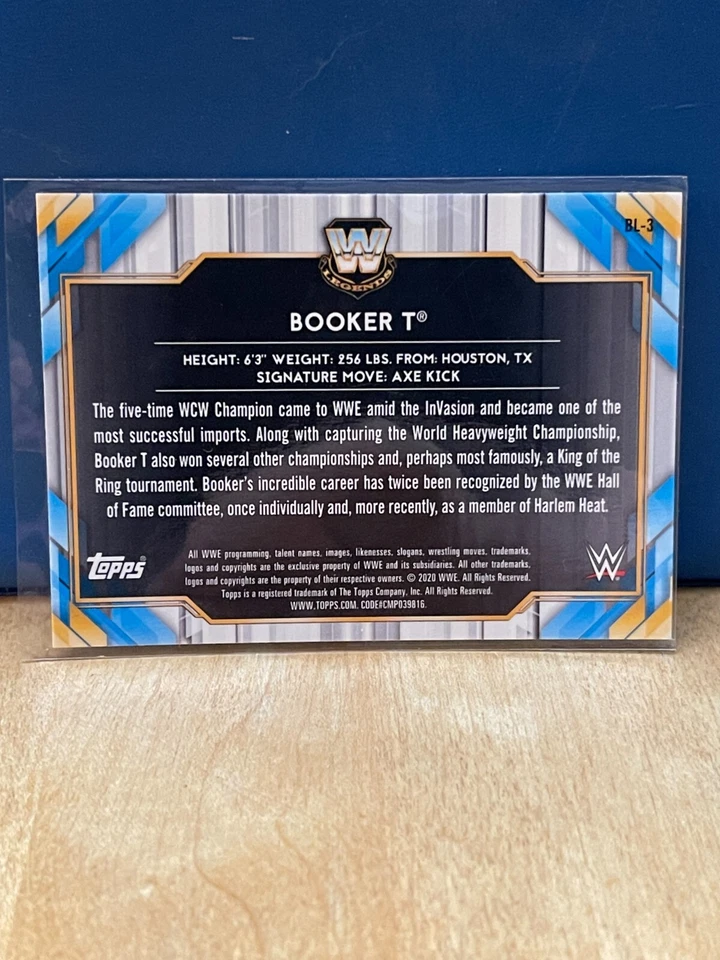 BL-3
W
LEGENDS
BOOKER T®
HEIGHT: 6'3" WEIGHT: 256 LBS. FROM: HOUSTON, TX
SIGNATURE MOVE: AXE KICK
The five-time WCW Champion came to WWE amid the InVasion and became one of the
most successful imports. Along with capturing the World Heavyweight Championship,
Booker T also won several other championships and, perhaps most famously, a King of the
Ring tournament. Booker's incredible career has twice been recognized by the WWE Hall
of Fame committee, once individually and, more recently, as a member of Harlem Heat.
All WWE programming, talent names, images, likenesses, slogans, wrestling moves, trademarks,
logos and copyrights are the exclusive property of WWE and its subsidiaries. All other trademarks,
logos and copyrights are the property of their respective owners. © 2020 WWE. All Rights Reserved.
Topps is a registered trademark of The Topps Company, Inc. All Rights Reserved.
WWW.TOPPS.COM. CODE#CMP039816.
Topps®
W